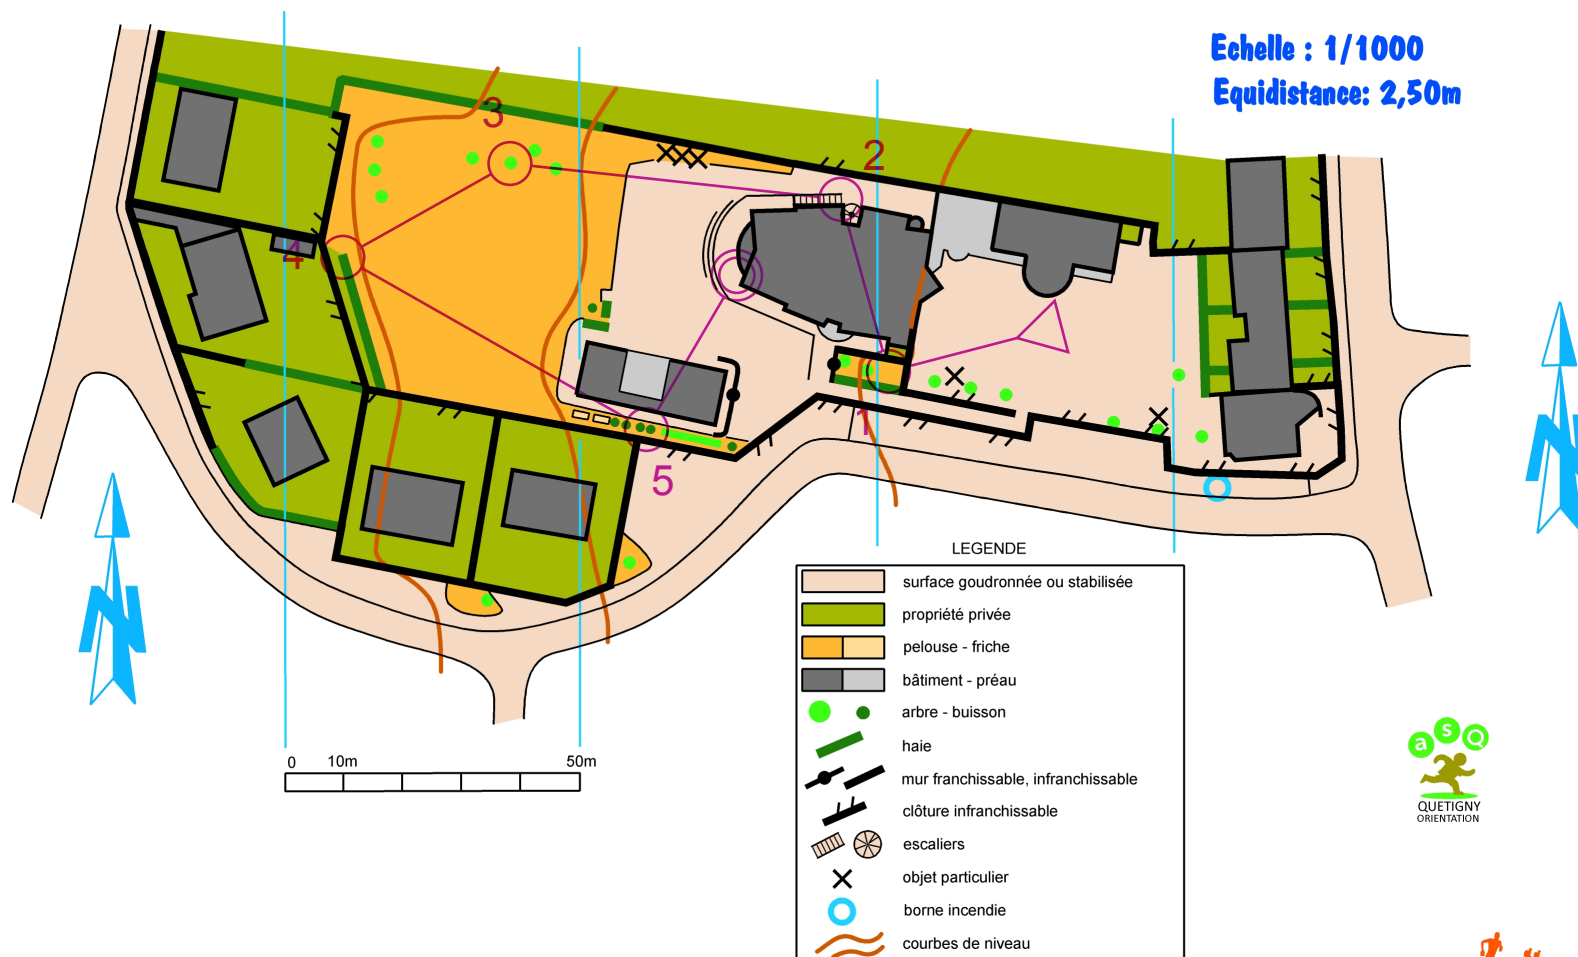 Echelle : 1/1000
Equidistance: 2,50m
3
2
4
1
5
N
N
LEGENDE
surface goudronnée ou stabilisée
propriété privée
pelouse - friche
bâtiment - préau
arbre - buisson
haie
mur franchissable, infranchissable
clôture infranchissable
escaliers
objet particulier
borne incendie
courbes de niveau
0 10m 50m
asQ
QUETIGNY
ORIENTATION